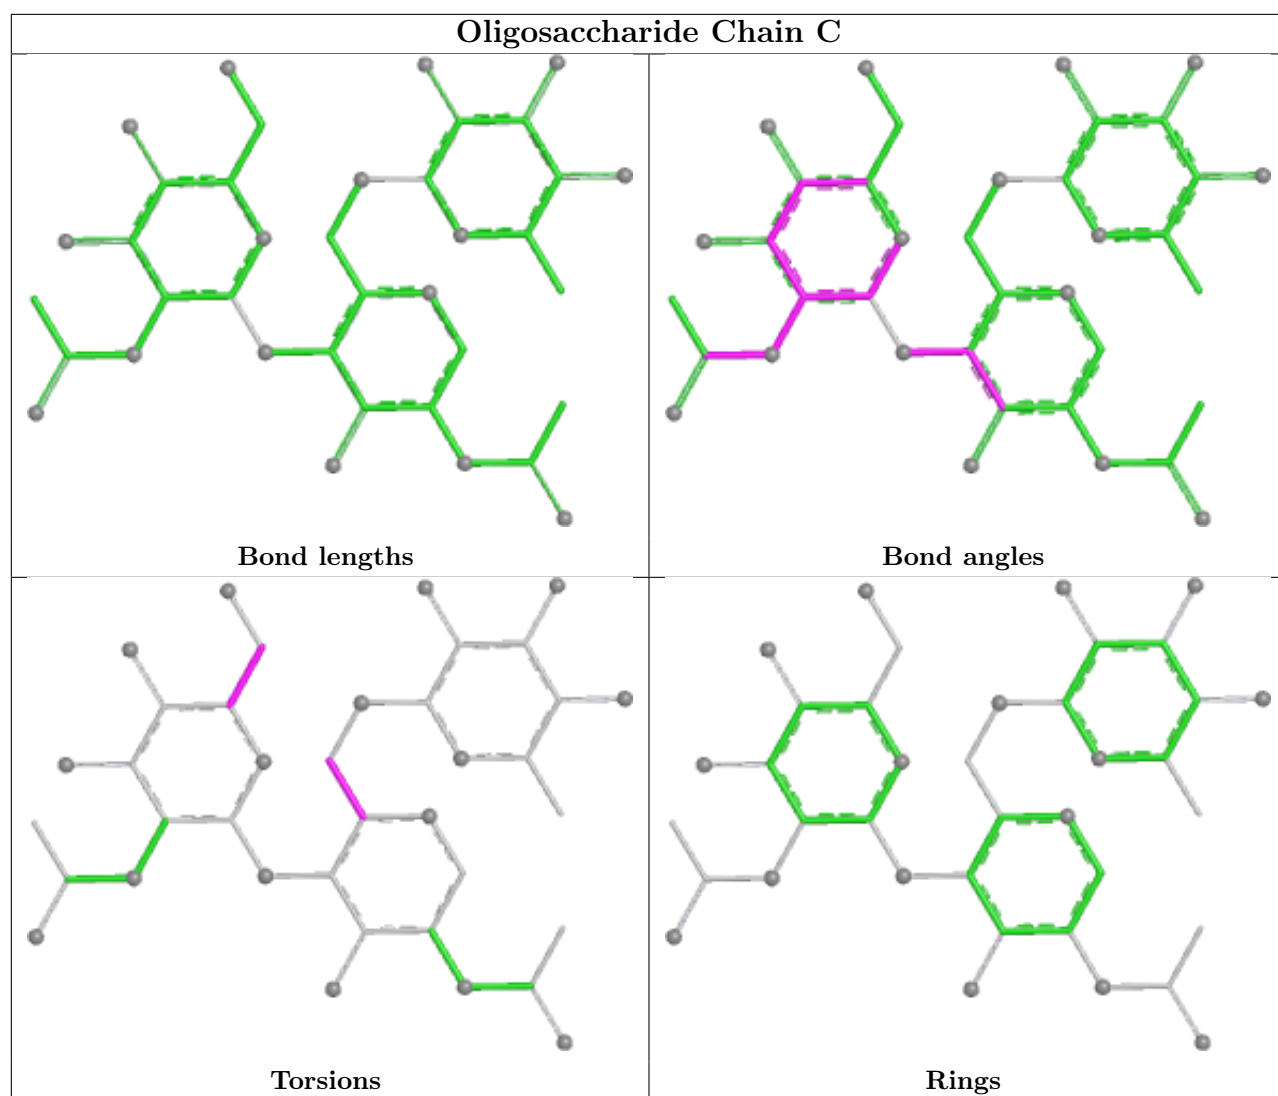 Oligosaccharide Chain C
Bond lengths
Bond angles
Torsions
Rings